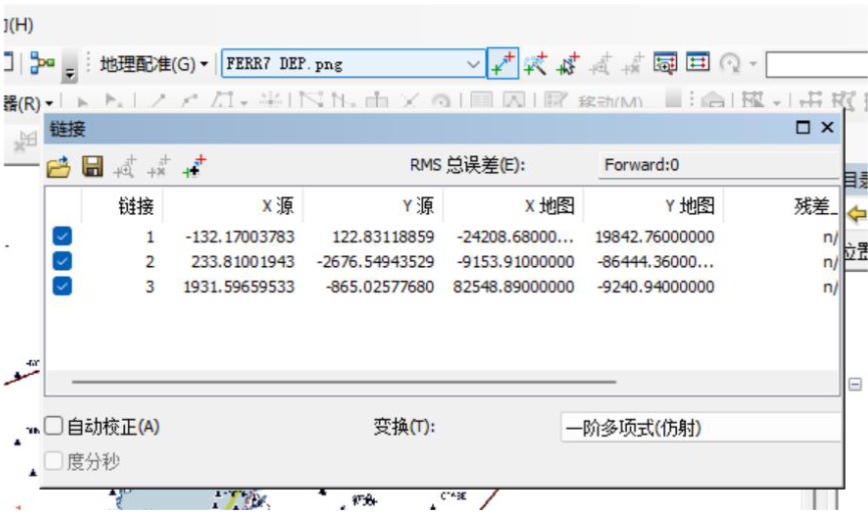 (H)
地理配准(G) FERR7 DEP.png
器(R) 移动(M)
链接
RMS 总误差(E): Forward:0
目录
链接 X 源 Y 源 X 地图 Y 地图 残差_
1 -132.17003783 122.83118859 -24208.68000... 19842.76000000 n/
2 233.81001943 -2676.54943529 -9153.91000000 -86444.36000... n/
位置
3 1931.59659533 -865.02577680 82548.89000000 -9240.94000000 n/
自动校正(A) 变换(T): 一阶多项式(仿射)
度分秒